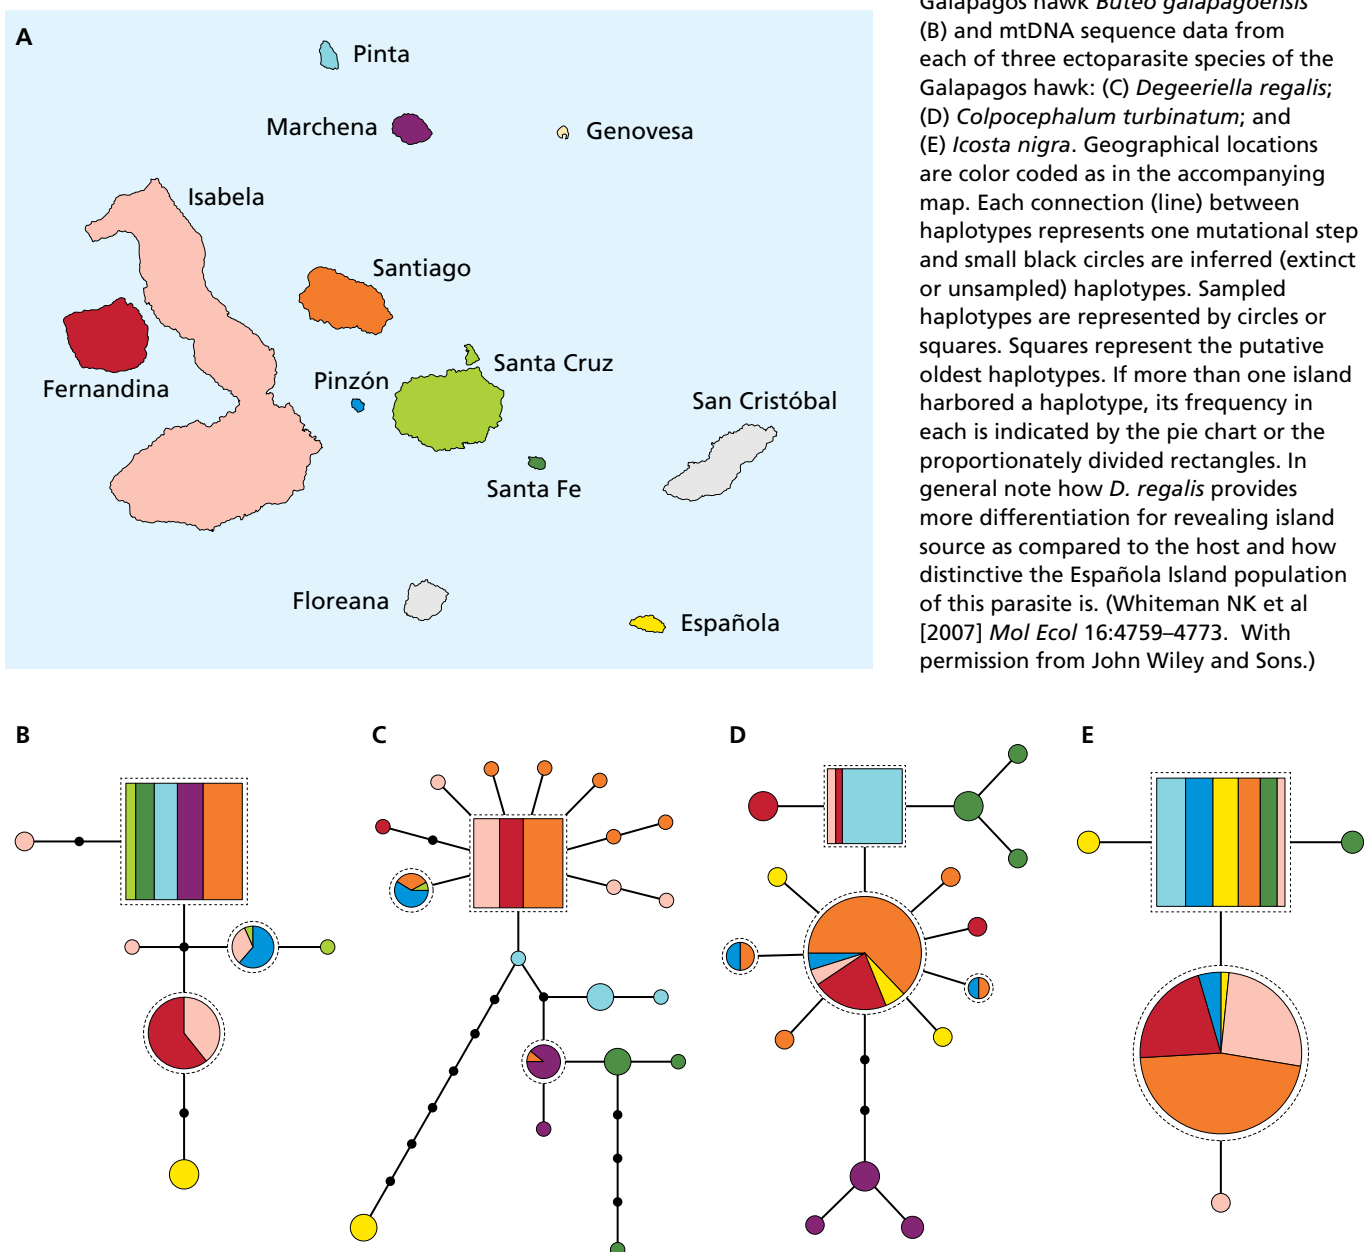 A
Pinta
Marchena
Genovesa
Isabela
Santiago
Fernandina
Pinzón
Santa Cruz
San Cristóbal
Santa Fe
Floreana
Española
Galapagos hawk Buteo galapagoensis
(B) and mtDNA sequence data from
each of three ectoparasite species of the
Galapagos hawk: (C) Degeeriella regalis;
(D) Colpocephalum turbinatum; and
(E) Icosta nigra. Geographical locations
are color coded as in the accompanying
map. Each connection (line) between
haplotypes represents one mutational step
and small black circles are inferred (extinct
or unsampled) haplotypes. Sampled
haplotypes are represented by circles or
squares. Squares represent the putative
oldest haplotypes. If more than one island
harbored a haplotype, its frequency in
each is indicated by the pie chart or the
proportionately divided rectangles. In
general note how D. regalis provides
more differentiation for revealing island
source as compared to the host and how
distinctive the Española Island population
of this parasite is. (Whiteman NK et al
[2007] Mol Ecol 16:4759–4773. With
permission from John Wiley and Sons.)
B
C
D
E